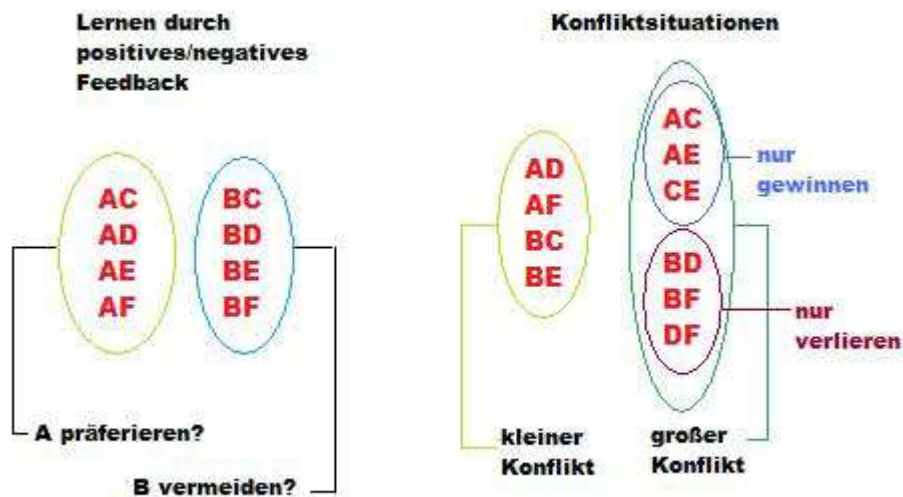 Lernen durch
positives/negatives
Feedback
AC
AD
AE
AF
BC
BD
BE
BF
A präferieren?
B vermeiden?
Konfliktsituationen
AD
AF
BC
BE
AC
AE
CE
nur
gewinnen
BD
BF
DF
nur
verlieren
kleiner
Konflikt
großer
Konflikt